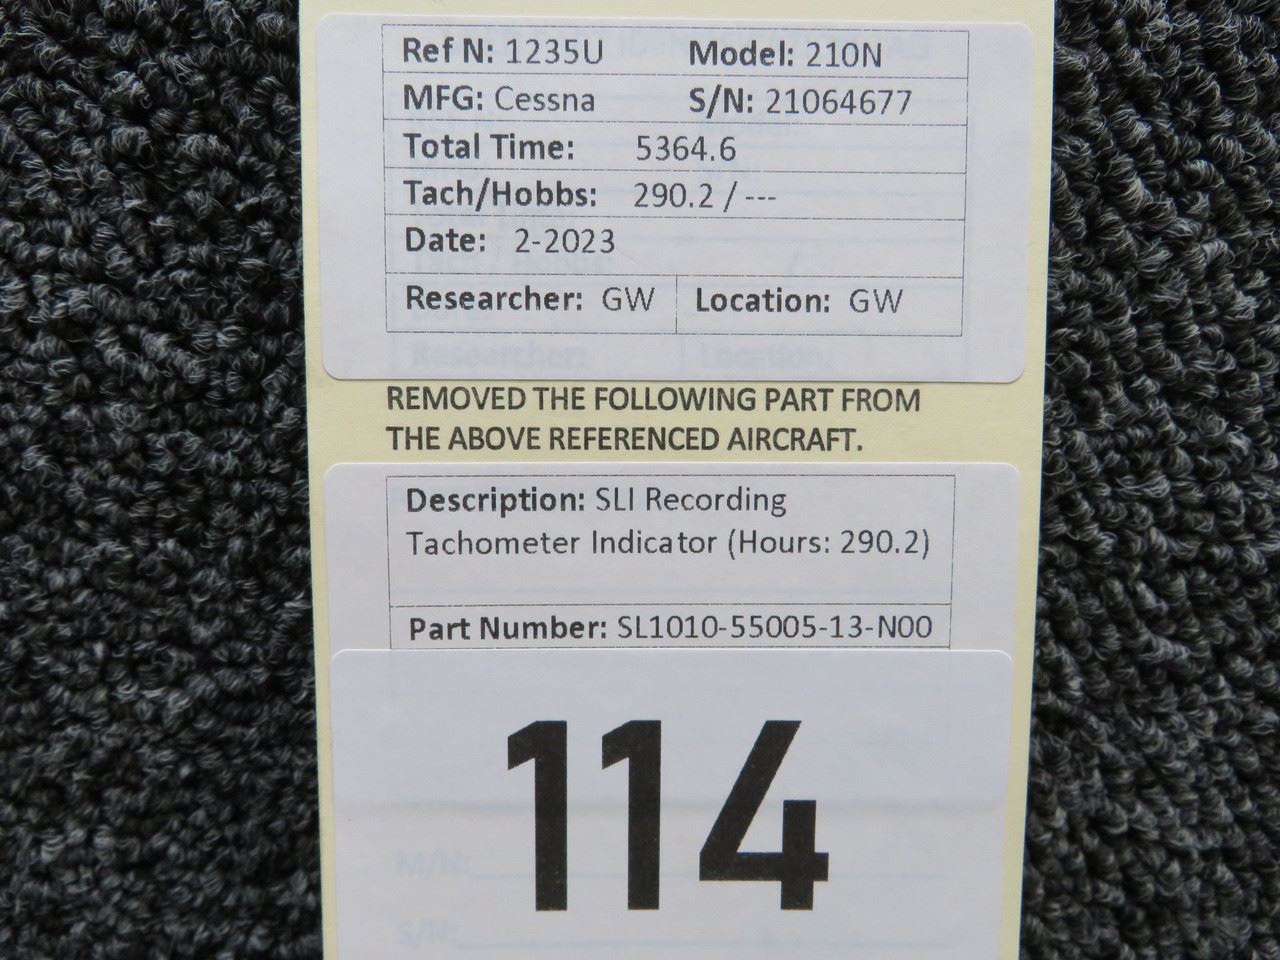 Ref N: 1235U Model: 210N
MFG: Cessna S/N: 21064677
Total Time: 5364.6
Tach/Hobbs: 290.2 / ---
Date: 2-2023
Researcher: GW Location: GW
Researcher: Location:
REMOVED THE FOLLOWING PART FROM
THE ABOVE REFERENCED AIRCRAFT.
Description: SLI Recording
Tachometer Indicator (Hours: 290.2)
Part Number: SL1010-55005-13-N00
114
M/N:
S/N: